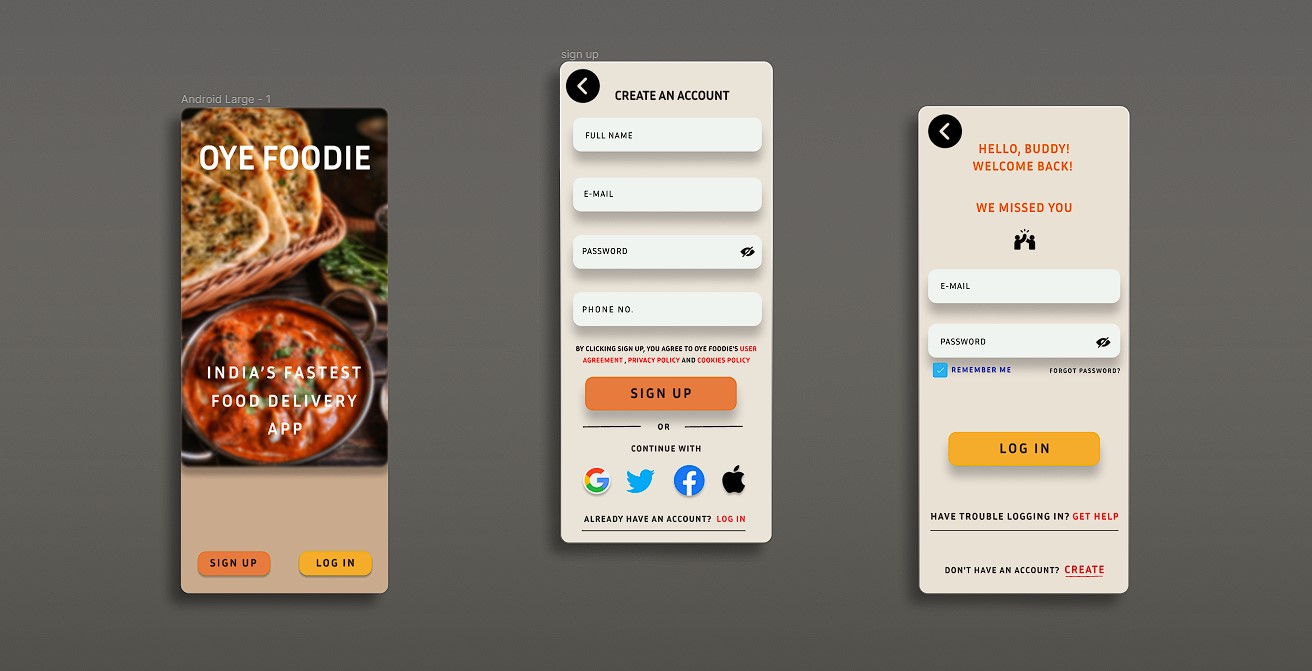 Android Large - 1
OYE FOODIE
INDIA'S FASTEST
FOOD DELIVERY
APP
SIGN UP
LOG IN
sign up
CREATE AN ACCOUNT
FULL NAME
E-MAIL
PASSWORD
PHONE NO.
BY CLICKING SIGN UP, YOU AGREE TO OYE FOODIE'S USER
AGREEMENT , PRIVACY POLICY AND COOKIES POLICY
SIGN UP
OR
CONTINUE WITH
ALREADY HAVE AN ACCOUNT? LOG IN
HELLO, BUDDY!
WELCOME BACK!
WE MISSED YOU
E-MAIL
PASSWORD
REMEMBER ME
FORGOT PASSWORD?
LOG IN
HAVE TROUBLE LOGGING IN? GET HELP
DON'T HAVE AN ACCOUNT? CREATE